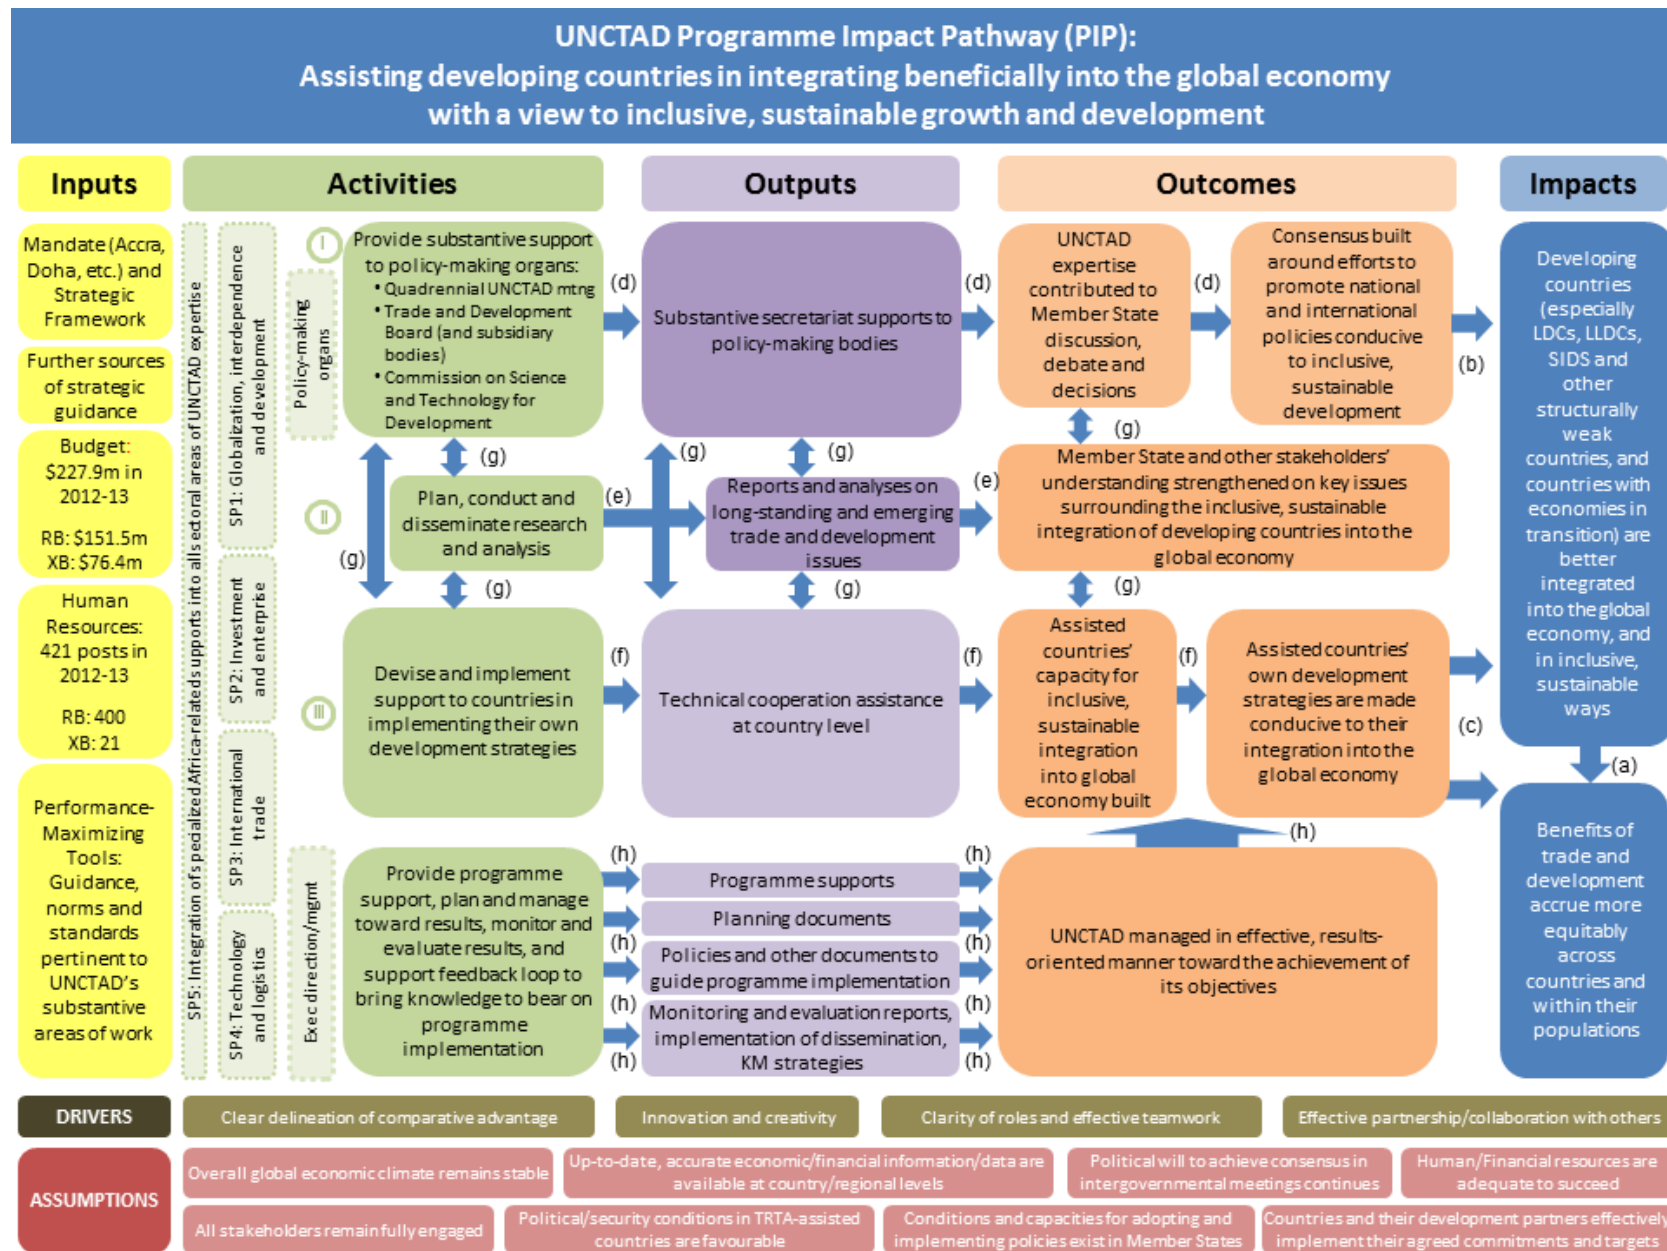 UNCTAD Programme Impact Pathway (PIP):
Assisting developing countries in integrating beneficially into the global economy
with a view to inclusive, sustainable growth and development
Inputs
Activities
Outputs
Outcomes
Impacts
Mandate (Accra,
Doha, etc.) and
Strategic
Framework
Further sources
of strategic
guidance
Budget:
$227.9m in
2012-13
RB: $151.5m
XB: $76.4m
Human
Resources:
421 posts in
2012-13
RB: 400
XB: 21
Performance-
Maximizing
Tools:
Guidance,
norms and
standards
pertinent to
UNCTAD's
substantive
areas of work
SP5: Integration of specialized Africa-related supports into all sectoral areas of UNCTAD expertise
SP1: Globalization, interdependence
and development
SP2: Investment
and enterprise
SP3: International
trade
SP4: Technology
and logistics
Policy-making
organs
Exec direction/mgmt
I
Provide substantive support
to policy-making organs:
• Quadrennial UNCTAD mtng
• Trade and Development
Board (and subsidiary
bodies)
• Commission on Science
and Technology for
Development
(d)
Substantive secretariat supports to
policy-making bodies
(d)
UNCTAD
expertise
contributed to
Member State
discussion,
debate and
decisions
(d)
Consensus built
around efforts to
promote national
and international
policies conducive
to inclusive,
sustainable
development
(b)
(g)
(g)
(g)
(g)
(g)
II
Plan, conduct and
disseminate research
and analysis
(e)
Reports and analyses on
long-standing and emerging
trade and development
issues
(e)
Member State and other stakeholders'
understanding strengthened on key issues
surrounding the inclusive, sustainable
integration of developing countries into the
global economy
(g)
(g)
(g)
III
Devise and implement
support to countries in
implementing their own
development strategies
(f)
Technical cooperation assistance
at country level
(f)
Assisted
countries'
capacity for
inclusive,
sustainable
integration
into global
economy built
(f)
Assisted countries'
own development
strategies are made
conducive to their
integration into the
global economy
(c)
Developing
countries
(especially
LDCs, LLDCs,
SIDS and
other
structurally
weak
countries, and
countries with
economies in
transition) are
better
integrated
into the global
economy, and
in inclusive,
sustainable
ways
(a)
Benefits of
trade and
development
accrue more
equitably
across
countries and
within their
populations
Provide programme
support, plan and manage
toward results, monitor and
evaluate results, and
support feedback loop to
bring knowledge to bear on
programme
implementation
(h)
(h)
(h)
(h)
Programme supports
Planning documents
Policies and other documents to
guide programme implementation
Monitoring and evaluation reports,
implementation of dissemination,
KM strategies
(h)
(h)
(h)
(h)
(h)
UNCTAD managed in effective, results-
oriented manner toward the achievement of
its objectives
DRIVERS
Clear delineation of comparative advantage
Innovation and creativity
Clarity of roles and effective teamwork
Effective partnership/collaboration with others
ASSUMPTIONS
Overall global economic climate remains stable
Up-to-date, accurate economic/financial information/data are
available at country/regional levels
Political will to achieve consensus in
intergovernmental meetings continues
Human/Financial resources are
adequate to succeed
All stakeholders remain fully engaged
Political/security conditions in TRTA-assisted
countries are favourable
Conditions and capacities for adopting and
implementing policies exist in Member States
Countries and their development partners effectively
implement their agreed commitments and targets